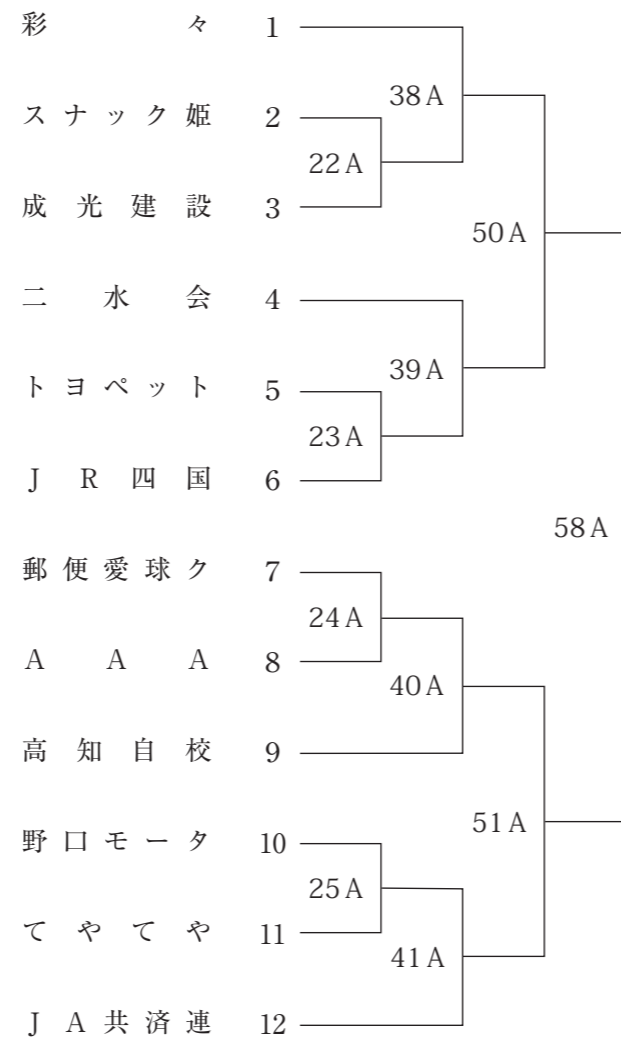 彩々 1
38A
スナック姫 2
22A
成光建設 3
50A
二水会 4
39A
トヨペット 5
23A
JR四国 6
58A
郵便愛球ク 7
24A
AAA 8
40A
高知自校 9
51A
野口モータ 10
25A
てやてや 11
41A
JA共済連 12